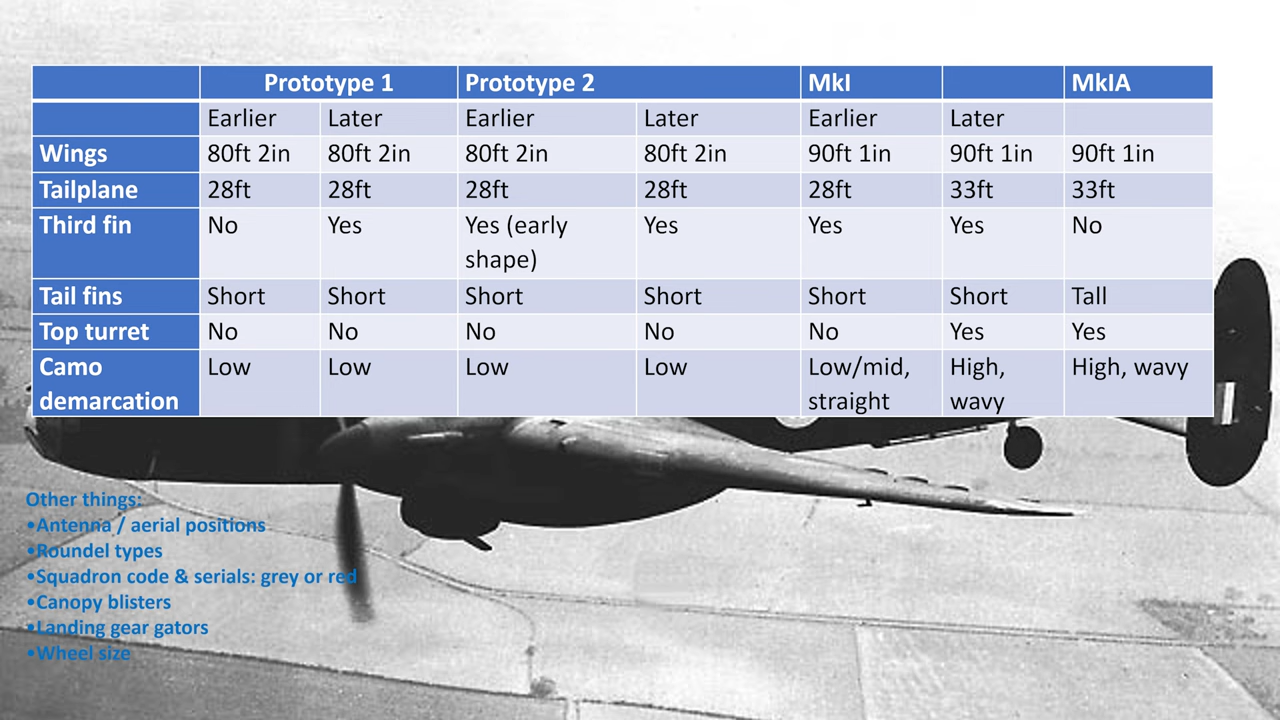 Prototype 1 Prototype 2 MkI MkIA
Earlier Later Earlier Later Earlier Later
Wings 80ft 2in 80ft 2in 80ft 2in 80ft 2in 90ft 1in 90ft 1in 90ft 1in
Tailplane 28ft 28ft 28ft 28ft 28ft 33ft 33ft
Third fin No Yes Yes (early Yes Yes Yes No
shape)
Tail fins Short Short Short Short Short Short Tall
Top turret No No No No No Yes Yes
Camo Low Low Low Low Low/mid, High, High, wavy
demarcation straight wavy
Other things:
•Antenna / aerial positions
•Roundel types
•Squadron code & serials: grey or red
•Canopy blisters
•Landing gear gators
•Wheel size